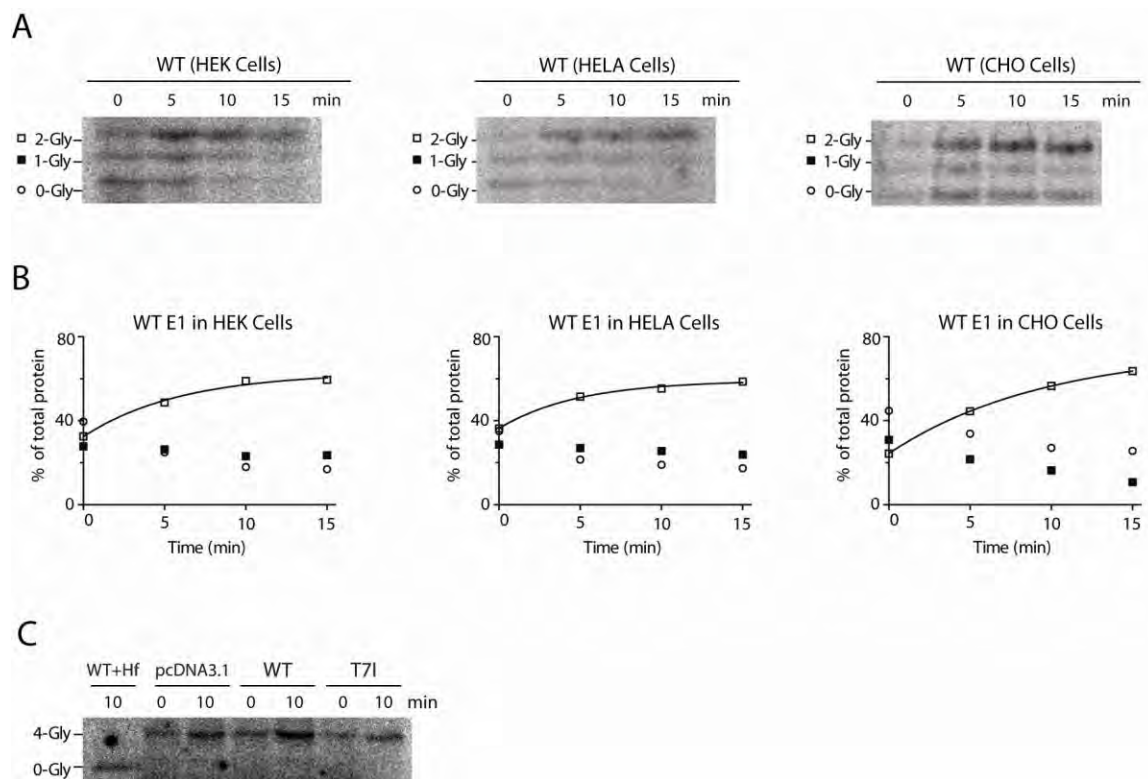 A
WT (HEK Cells)
0 5 10 15 min
2-Gly
1-Gly
0-Gly
WT (HELA Cells)
0 5 10 15 min
2-Gly
1-Gly
0-Gly
WT (CHO Cells)
0 5 10 15 min
2-Gly
1-Gly
0-Gly
B
WT E1 in HEK Cells
% of total protein
80
40
0
0 5 10 15
Time (min)
WT E1 in HELA Cells
% of total protein
80
40
0
0 5 10 15
Time (min)
WT E1 in CHO Cells
% of total protein
80
40
0
0 5 10 15
Time (min)
C
WT+Hf pcDNA3.1 WT T7I
10 0 10 0 10 0 10 min
4-Gly
0-Gly